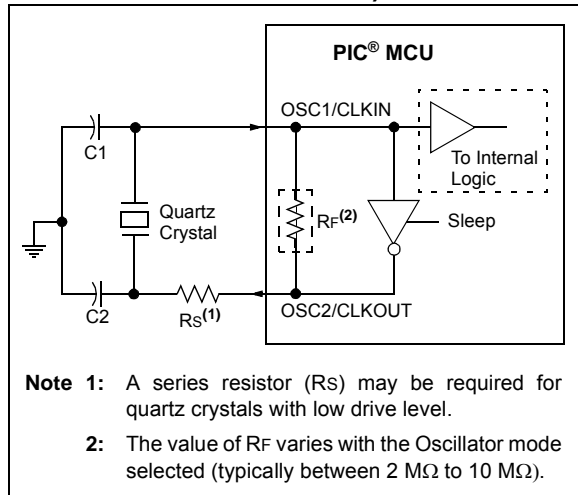 PIC® MCU
OSC1/CLKIN
C1
To Internal
Logic
Quartz
Crystal
RF(2)
Sleep
C2
RS(1)
OSC2/CLKOUT
Note 1: A series resistor (RS) may be required for
quartz crystals with low drive level.
2: The value of RF varies with the Oscillator mode
selected (typically between 2 MΩ to 10 MΩ).